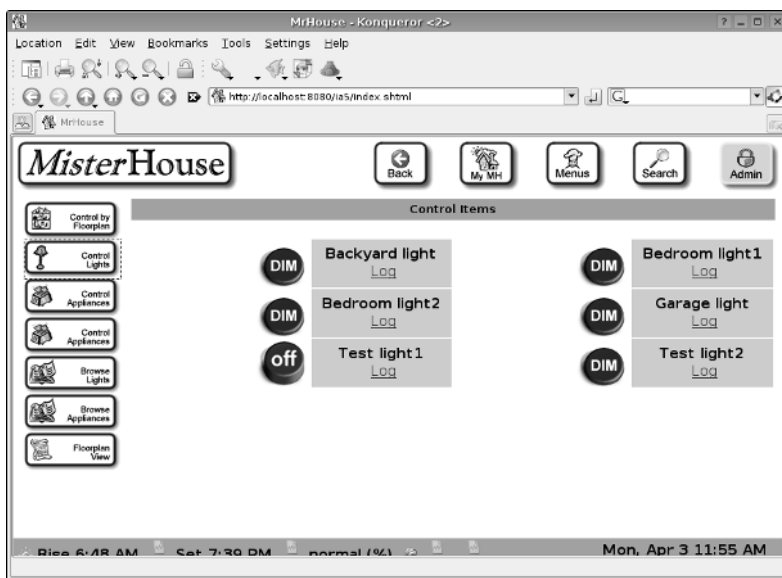 MrHouse - Konqueror <2>
Location Edit View Bookmarks Tools Settings Help
http://localhost:8080/ia5/index.shtml
MrHouse
MisterHouse
Back
My MH
Menus
Search
Admin
Control Items
Control by
Floorplan
Control
Lights
Control
Appliances
Control
Appliances
Browse
Lights
Browse
Appliances
Floorplan
View
DIM
Backyard light
Log
DIM
Bedroom light1
Log
DIM
Bedroom light2
Log
DIM
Garage light
Log
off
Test light1
Log
DIM
Test light2
Log
Rise 6:48 AM Set 7:39 PM normal (%) Mon, Apr 3 11:55 AM